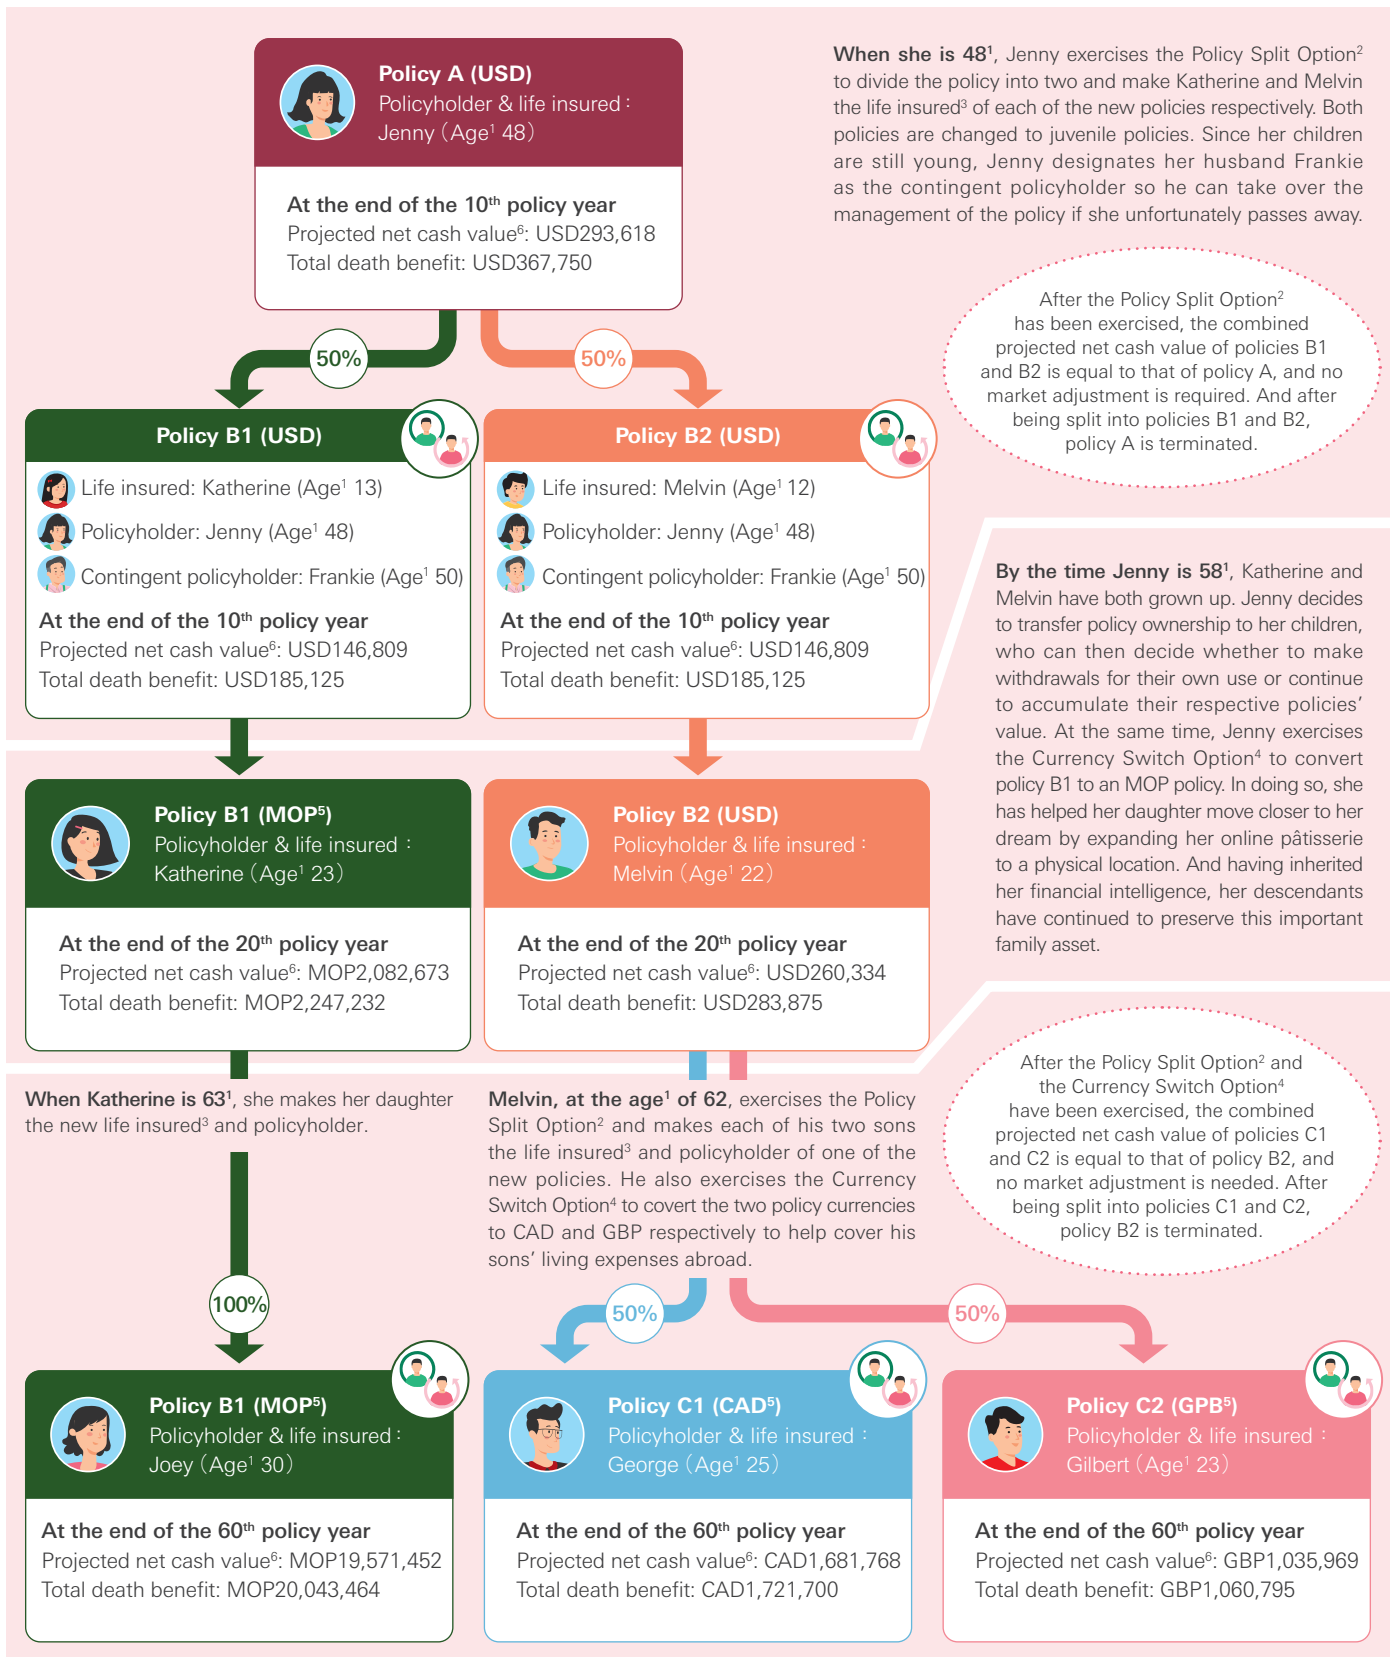 Policy A (USD)
Policyholder & life insured :
Jenny (Age¹ 48)
At the end of the 10th policy year
Projected net cash value⁶: USD293,618
Total death benefit: USD367,750
When she is 48¹, Jenny exercises the Policy Split Option²
to divide the policy into two and make Katherine and Melvin
the life insured³ of each of the new policies respectively. Both
policies are changed to juvenile policies. Since her children
are still young, Jenny designates her husband Frankie
as the contingent policyholder so he can take over the
management of the policy if she unfortunately passes away.
After the Policy Split Option²
has been exercised, the combined
projected net cash value of policies B1
and B2 is equal to that of policy A, and no
market adjustment is required. And after
being split into policies B1 and B2,
policy A is terminated.
50%
50%
Policy B1 (USD)
Life insured: Katherine (Age¹ 13)
Policyholder: Jenny (Age¹ 48)
Contingent policyholder: Frankie (Age¹ 50)
At the end of the 10th policy year
Projected net cash value⁶: USD146,809
Total death benefit: USD185,125
Policy B2 (USD)
Life insured: Melvin (Age¹ 12)
Policyholder: Jenny (Age¹ 48)
Contingent policyholder: Frankie (Age¹ 50)
At the end of the 10th policy year
Projected net cash value⁶: USD146,809
Total death benefit: USD185,125
By the time Jenny is 58¹, Katherine and
Melvin have both grown up. Jenny decides
to transfer policy ownership to her children,
who can then decide whether to make
withdrawals for their own use or continue
to accumulate their respective policies'
value. At the same time, Jenny exercises
the Currency Switch Option⁴ to convert
policy B1 to an MOP policy. In doing so, she
has helped her daughter move closer to her
dream by expanding her online pâtisserie
to a physical location. And having inherited
her financial intelligence, her descendants
have continued to preserve this important
family asset.
Policy B1 (MOP⁵)
Policyholder & life insured :
Katherine (Age¹ 23)
At the end of the 20th policy year
Projected net cash value⁶: MOP2,082,673
Total death benefit: MOP2,247,232
Policy B2 (USD)
Policyholder & life insured :
Melvin (Age¹ 22)
At the end of the 20th policy year
Projected net cash value⁶: USD260,334
Total death benefit: USD283,875
When Katherine is 63¹, she makes her daughter
the new life insured³ and policyholder.
Melvin, at the age¹ of 62, exercises the Policy
Split Option² and makes each of his two sons
the life insured³ and policyholder of one of the
new policies. He also exercises the Currency
Switch Option⁴ to covert the two policy currencies
to CAD and GBP respectively to help cover his
sons' living expenses abroad.
After the Policy Split Option² and
the Currency Switch Option⁴
have been exercised, the combined
projected net cash value of policies C1
and C2 is equal to that of policy B2, and
no market adjustment is needed. After
being split into policies C1 and C2,
policy B2 is terminated.
100%
50%
50%
Policy B1 (MOP⁵)
Policyholder & life insured :
Joey (Age¹ 30)
At the end of the 60th policy year
Projected net cash value⁶: MOP19,571,452
Total death benefit: MOP20,043,464
Policy C1 (CAD⁵)
Policyholder & life insured :
George (Age¹ 25)
At the end of the 60th policy year
Projected net cash value⁶: CAD1,681,768
Total death benefit: CAD1,721,700
Policy C2 (GPB⁵)
Policyholder & life insured :
Gilbert (Age¹ 23)
At the end of the 60th policy year
Projected net cash value⁶: GBP1,035,969
Total death benefit: GBP1,060,795